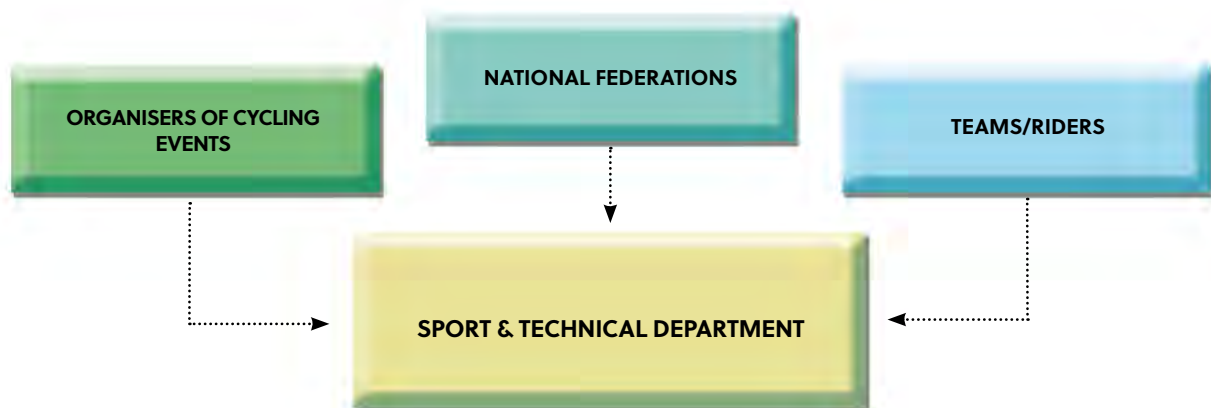 ORGANISERS OF CYCLING
EVENTS
NATIONAL FEDERATIONS
TEAMS/RIDERS
SPORT & TECHNICAL DEPARTMENT